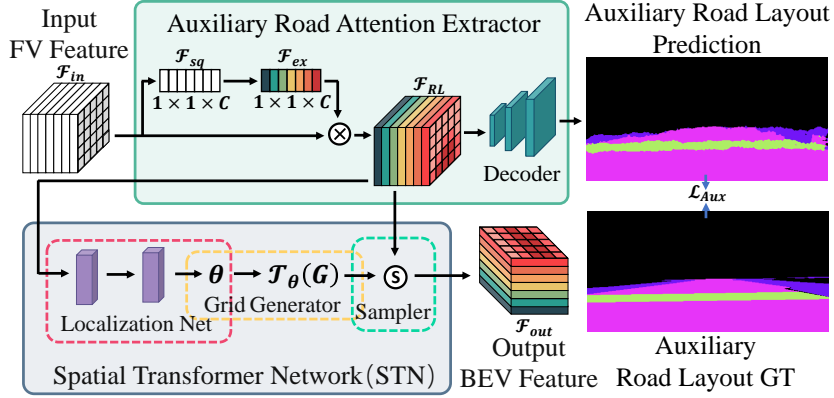 Input
FV Feature
𝓕in
Auxiliary Road Attention Extractor
𝓕sq
1 × 1 × C
𝓕ex
1 × 1 × C
𝓕RL
Decoder
Auxiliary Road Layout
Prediction
𝓛Aux
Auxiliary
Road Layout GT
θ
𝓣θ(G)
S
Localization Net
Grid Generator
Sampler
Spatial Transformer Network(STN)
𝓕out
Output
BEV Feature